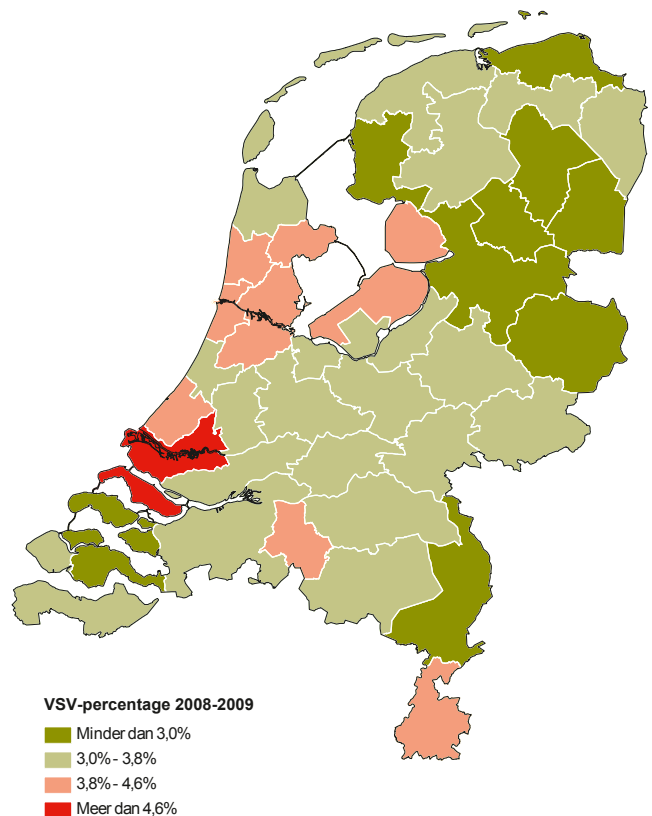 VSV-percentage 2008-2009
Minder dan 3,0%
3,0% - 3,8%
3,8% - 4,6%
Meer dan 4,6%